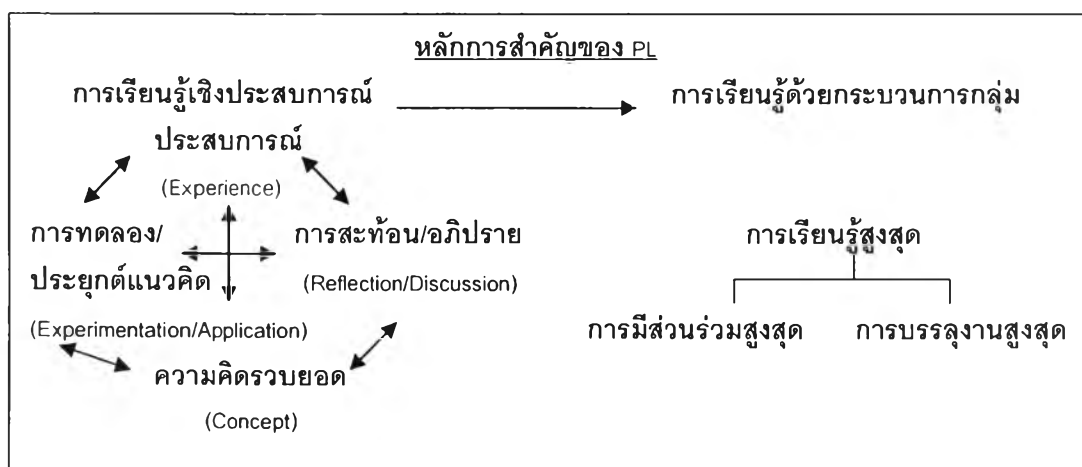 หลักการสำคัญของ PL
การเรียนรู้เชิงประสบการณ์
การเรียนรู้ด้วยกระบวนการกลุ่ม
ประสบการณ์
(Experience)
การทดลอง/
การสะท้อน/อภิปราย
การเรียนรู้สูงสุด
ประยุกต์แนวคิด
(Reflection/Discussion)
(Experimentation/Application)
การมีส่วนร่วมสูงสุด
การบรรลุงานสูงสุด
ความคิดรวบยอด
(Concept)